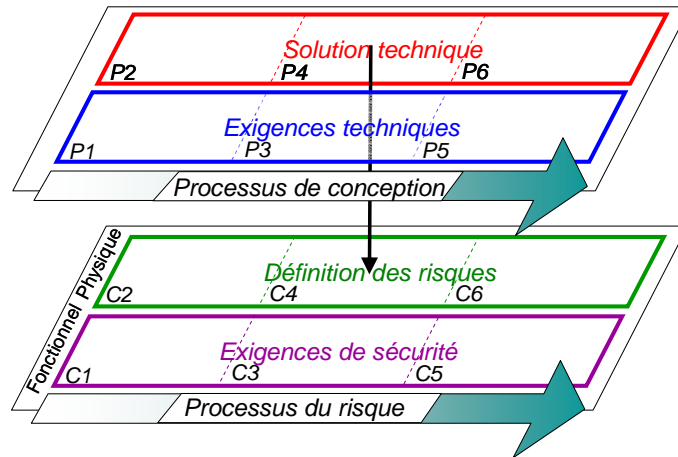 Solution technique
P2 P4 P6
Exigences techniques
P1 P3 P5
Processus de conception
Fonctionnel Physique
Définition des risques
C2 C4 C6
Exigences de sécurité
C1 C3 C5
Processus du risque